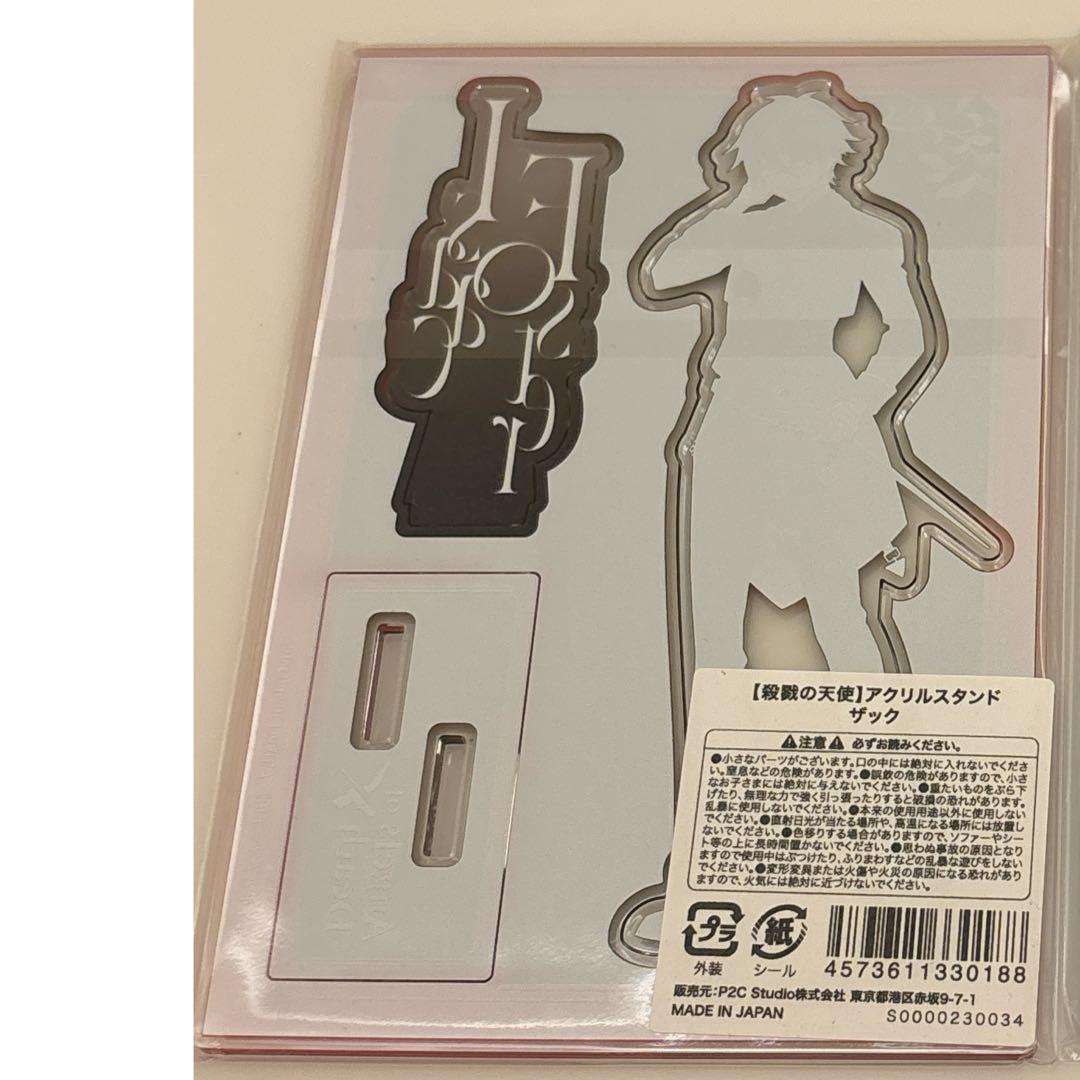 【殺戮の天使】アクリルスタンド
ザック
⚠注意⚠ 必ずお読みください。
●小さなパーツがございます。口の中には絶対に入れないでくださ
い。窒息などの危険があります。●誤飲の危険がありますので、小さ
なお子さまには絶対に与えないでください。●重たいものをぶら下
げたり、無理な力で強く引っ張ったりすると破損の恐れがあります。
乱暴に使用しないでください。●本来の使用用途以外に使用しない
でください。●直射日光が当たる場所や、高温になる場所には放置し
ないでください。●色移りする場合がありますので、ソファーやシー
ト等の上に長時間置かないでください。●思わぬ事故の原因となり
ますので使用中はぶつけたり、ふりまわすなどの乱暴な遊びをしない
でください。●変形変異または火傷や火災の原因になる恐れがあり
ますので、火気には絶対に近づけないでください。
プラ 紙
外装 シール
4573611330188
販売元:P2C Studio株式会社 東京都港区赤坂9-7-1
MADE IN JAPAN S0000230034